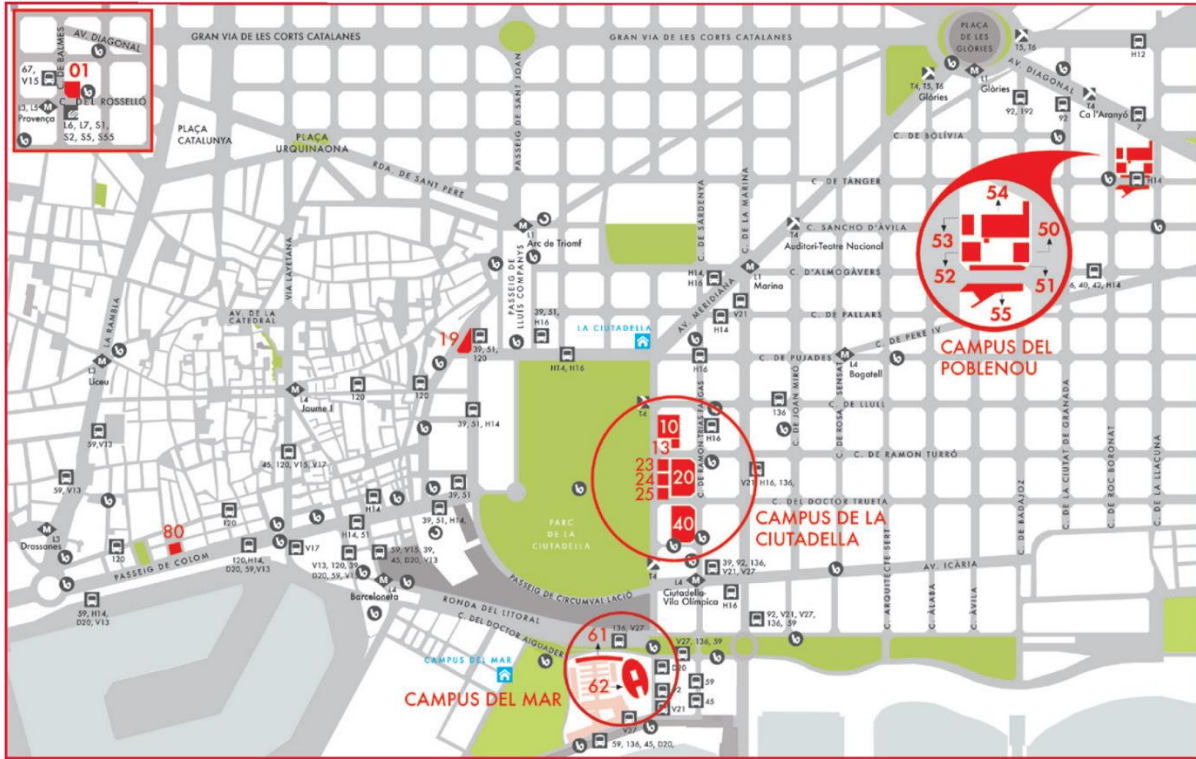 AV. DIAGONAL
C. DE BALMES
67,
V15
01
L3, L5
Provença
C. DEL ROSSELLÓ
L6, L7, S1,
S2, S5, S55
GRAN VIA DE LES CORTS CATALANES
GRAN VIA DE LES CORTS CATALANES
PLAÇA
DE LES
GLÒRIES
T5, T6
H12
AV. DIAGONAL
T4, T5, T6
Glòries
L1
Glòries
92, 192
92
T4
Ca l'Aranyó
7
PLAÇA
CATALUNYA
PLAÇA
URQUINAONA
PASSEIG DE SANT JOAN
RDA. DE SANT PERE
C. DE BOLÍVIA
C. DE TÀNGER
H14
L1
Arc de Triomf
PASSEIG DE
LLUÍS COMPANYS
C. DE SARDENYA
C. DE LA MARINA
T4
Auditori-Teatre Nacional
C. SANCHO D'ÀVILA
54
53
50
52
51
55
CAMPUS DEL
POBLENOU
H14,
H16
L1
Marina
C. D'ALMOGÀVERS
6, 40, 42, H14
V21
H14
AV. MERIDIANA
C. DE PALLARS
C. DE PERE IV
VIA LAYETANA
LA RAMBLA
AV. DE LA
CATEDRAL
19
39, 51,
120
39, 51,
H16
LA CIUTADELLA
H14, H16
H16
C. DE PUJADES
L4
Bogatell
L3
Liceu
L4
Jaume I
120
120
39, 51, H14
T4
136
C. DE JOAN MIRÓ
C. DE ROSA SENSAT
C. DE LLULL
10
13
23
24
25
20
40
H16
C. DE RAMON TRIAS FARGAS
C. DE RAMON TURRÓ
V21, H16, 136,
59, V13
45, 120, V15, V17
59, V13
39, 51
H14
120
H14, 51
39, 51, H14,
C. DEL DOCTOR TRUETA
CAMPUS DE LA
CIUTADELLA
C. DE BADAJOZ
C. DE LA CIUTAT DE GRANADA
C. DE ROC BORONAT
C. DE LA LLACUNA
L3
Drassanes
80
120
120,H14,
D20, 59,V13
V17
V13, 120, 39
59, V15, 39,
45, D20, V13
PARC
DE LA
CIUTADELLA
PASSEIG DE COLOM
L4
Barceloneta
PASSEIG DE CIRCUMVAL·LACIÓ
T4
L4
Ciutadella-
Vila Olímpica
39, 92, 136,
V21, V27
H16
AV. ICÀRIA
C. ARQUITECTE SERT
C. ÀLABA
C. ÀVILA
59, H14,
D20, V13
RONDA DEL LITORAL
C. DEL DOCTOR AIGUADER
92, V21, V27,
136, 59
61
136, V27
V27, 136, 59
CAMPUS DEL MAR
CAMPUS DEL MAR
62
D20
59
45
V21
V27
59, 136, 45, D20,